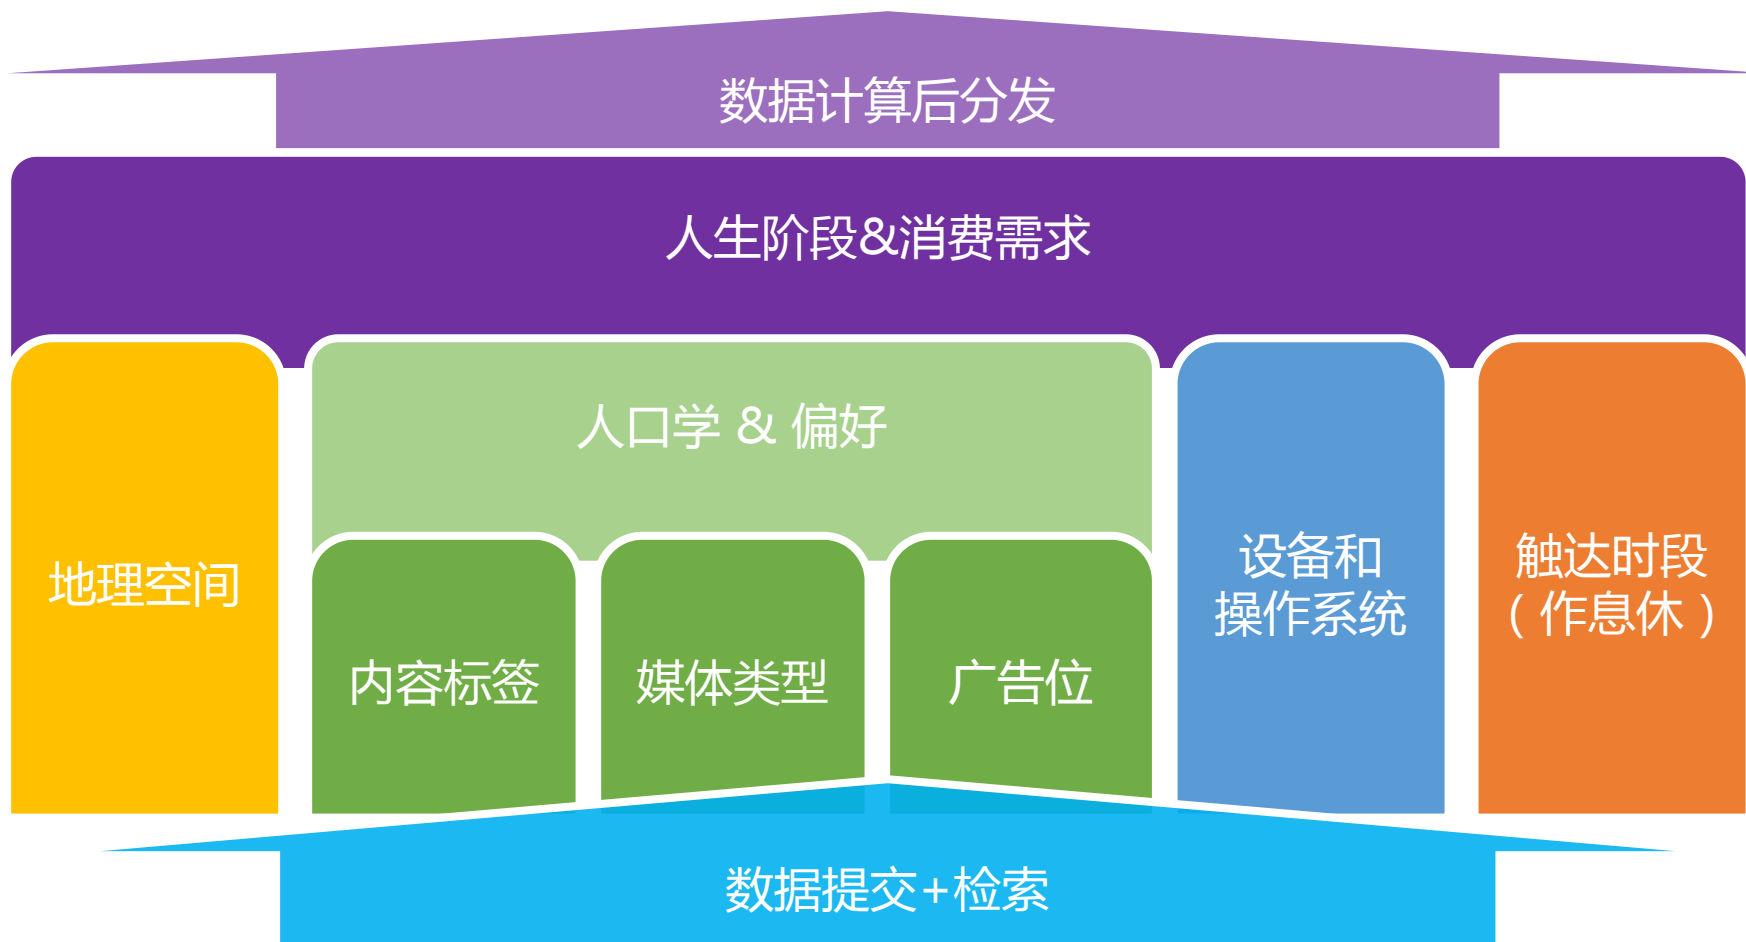 数据计算后分发
人生阶段&消费需求
人口学 & 偏好
地理空间
内容标签
媒体类型
广告位
设备和
操作系统
触达时段
（作息休）
数据提交+检索